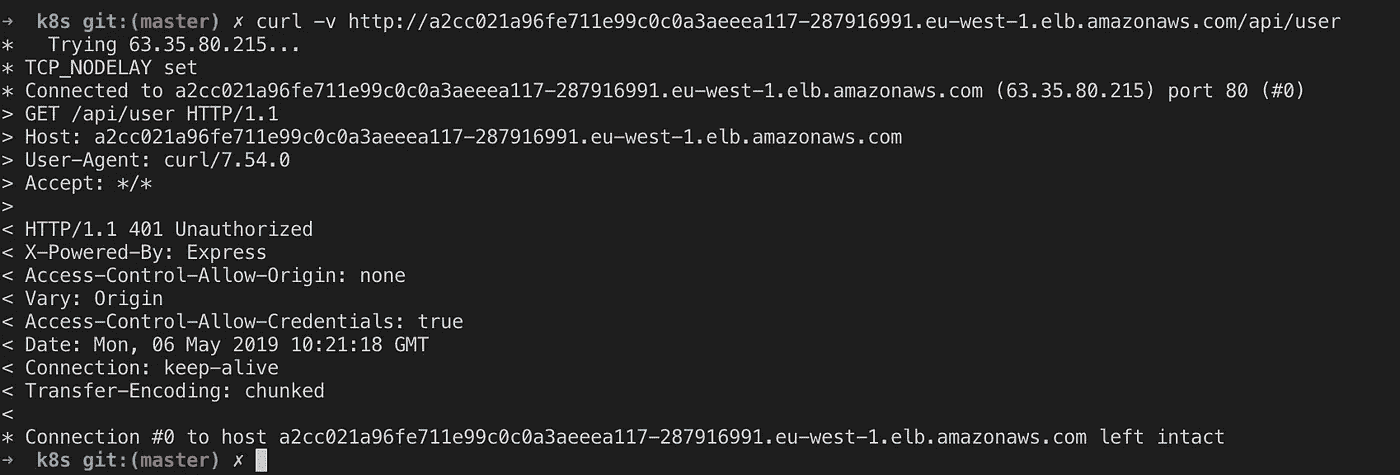 →  k8s git:(master) ✗ curl -v http://a2cc021a96fe711e99c0c0a3aeeea117-287916991.eu-west-1.elb.amazonaws.com/api/user
*   Trying 63.35.80.215...
* TCP_NODELAY set
* Connected to a2cc021a96fe711e99c0c0a3aeeea117-287916991.eu-west-1.elb.amazonaws.com (63.35.80.215) port 80 (#0)
> GET /api/user HTTP/1.1
> Host: a2cc021a96fe711e99c0c0a3aeeea117-287916991.eu-west-1.elb.amazonaws.com
> User-Agent: curl/7.54.0
> Accept: */*
>
< HTTP/1.1 401 Unauthorized
< X-Powered-By: Express
< Access-Control-Allow-Origin: none
< Vary: Origin
< Access-Control-Allow-Credentials: true
< Date: Mon, 06 May 2019 10:21:18 GMT
< Connection: keep-alive
< Transfer-Encoding: chunked
<
* Connection #0 to host a2cc021a96fe711e99c0c0a3aeeea117-287916991.eu-west-1.elb.amazonaws.com left intact
→  k8s git:(master) ✗